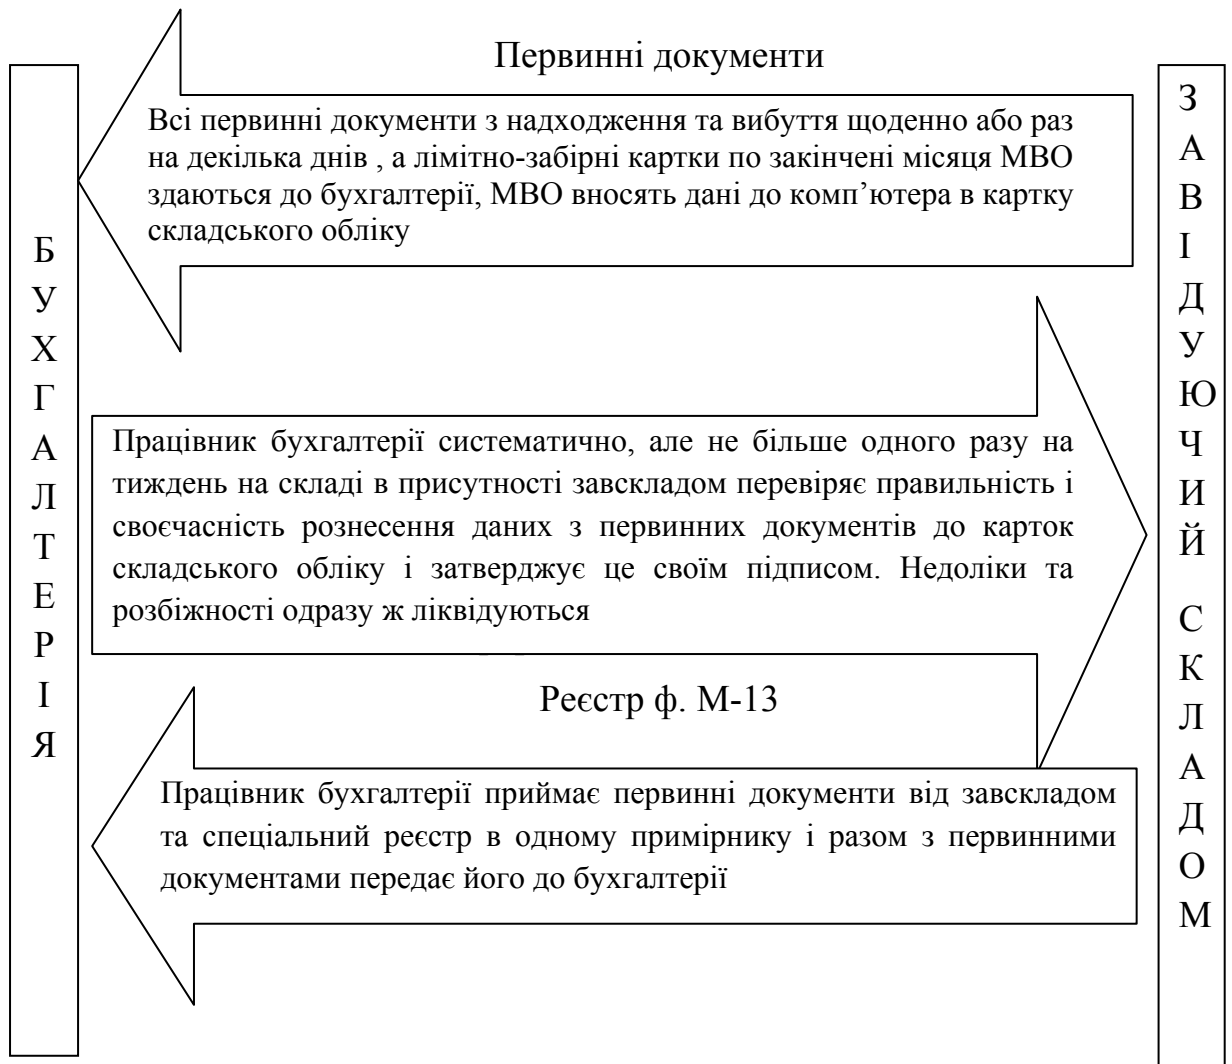 Первинні документи
Всі первинні документи з надходження та вибуття щоденно або раз
на декілька днів , а лімітно-забірні картки по закінчені місяця МВО
здаються до бухгалтерії, МВО вносять дані до комп’ютера в картку
складського обліку
Б
У
Х
Г
А
Л
Т
Е
Р
І
Я
Працівник бухгалтерії систематично, але не більше одного разу на
тиждень на складі в присутності завскладом перевіряє правильність і
своєчасність рознесення даних з первинних документів до карток
складського обліку і затверджує це своїм підписом. Недоліки та
розбіжності одразу ж ліквідуються
Реєстр ф. М-13
Працівник бухгалтерії приймає первинні документи від завскладом
та спеціальний реєстр в одному примірнику і разом з первинними
документами передає його до бухгалтерії
З
А
В
І
Д
У
Ю
Ч
И
Й
С
К
Л
А
Д
О
М